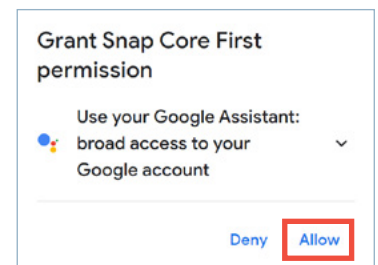 Grant Snap Core First
permission
Use your Google Assistant:
broad access to your
Google account
Deny Allow